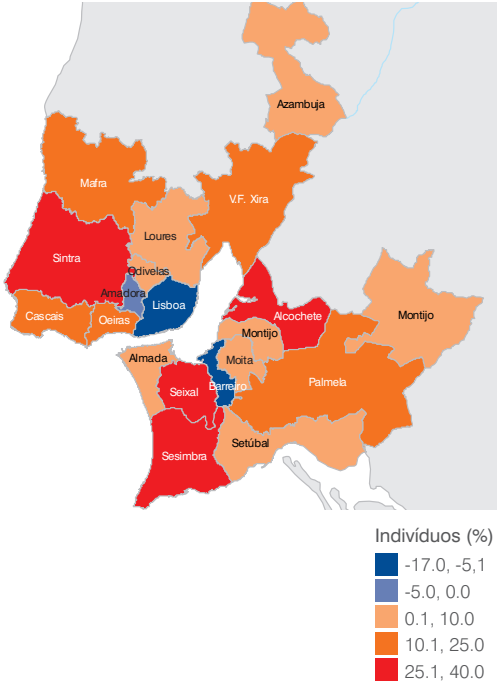 Azambuja
Mafra
V.F. Xira
Loures
Sintra
Odivelas
Amadora
Lisboa
Cascais
Oeiras
Alcochete
Montijo
Montijo
Almada
Moita
Seixal
Barreiro
Palmela
Setúbal
Sesimbra
Indivíduos (%)
-17.0, -5,1
-5.0, 0.0
0.1, 10.0
10.1, 25.0
25.1, 40.0